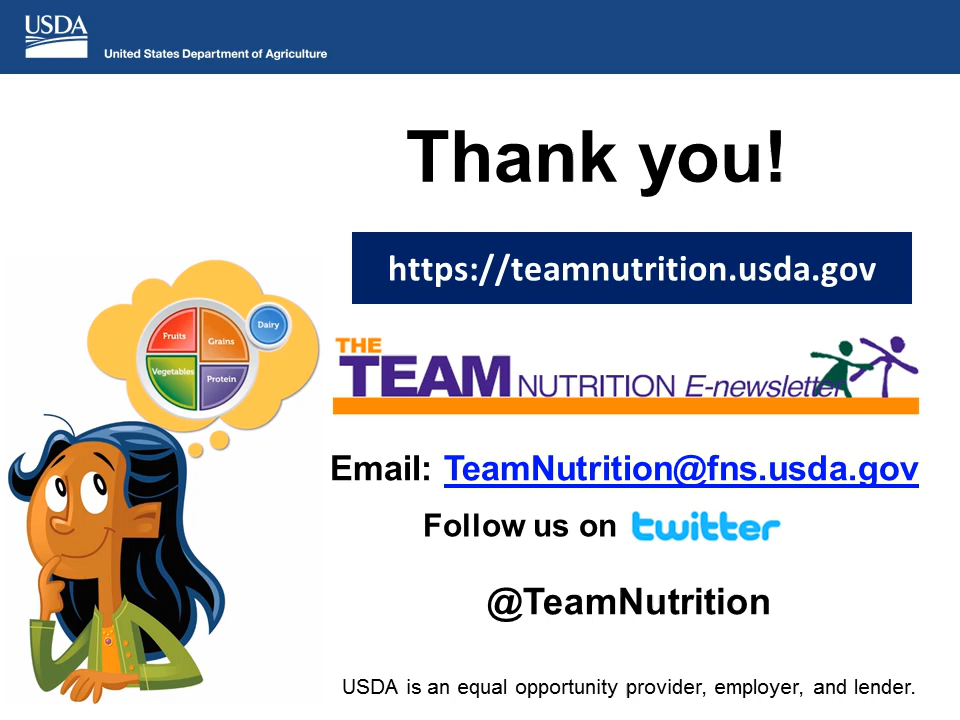 USDA
United States Department of Agriculture
Thank you!
https://teamnutrition.usda.gov
Fruits
Grains
Dairy
Vegetables
Protein
THE
TEAM NUTRITION E-newsletter
Email: TeamNutrition@fns.usda.gov
Follow us on twitter
@TeamNutrition
USDA is an equal opportunity provider, employer, and lender.